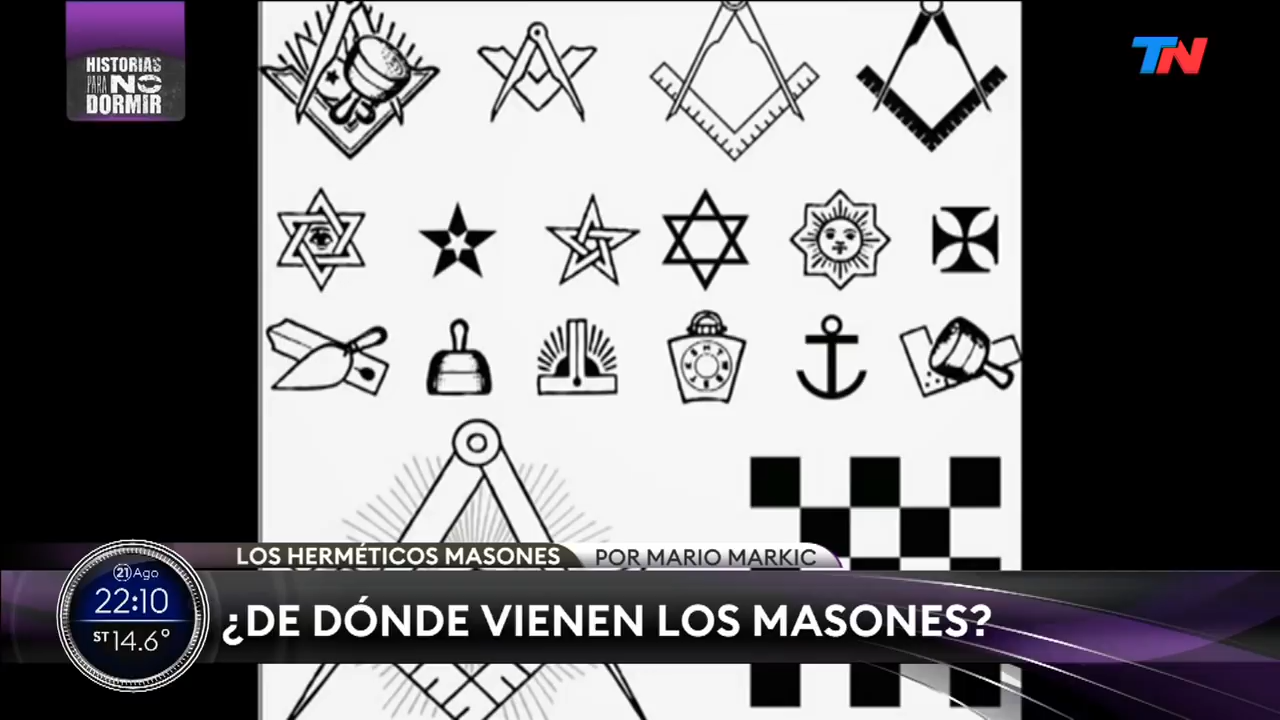 HISTORIAS
PARA NO
DORMIR
TN
LOS HERMÉTICOS MASONES
POR MARIO MARKIC
21 Ago
22:10
ST 14.6°
¿DE DÓNDE VIENEN LOS MASONES?